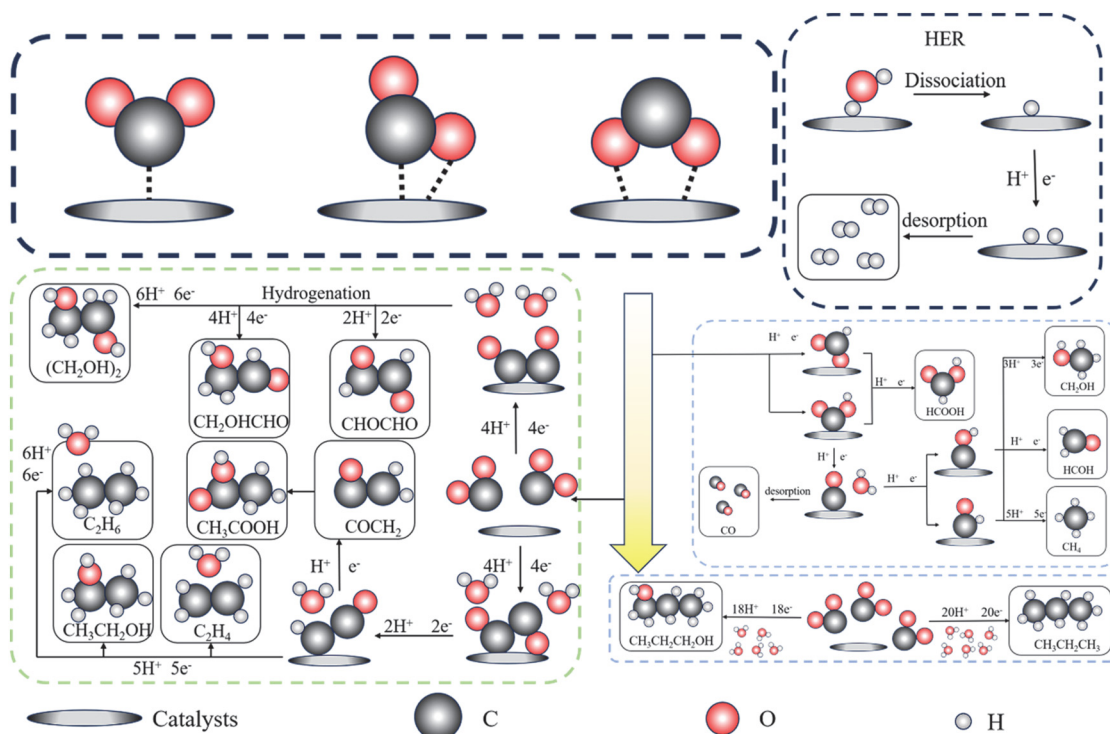 HER
Dissociation
H⁺ e⁻
desorption
6H⁺ 6e⁻
Hydrogenation
4H⁺ 4e⁻
2H⁺ 2e⁻
(CH₂OH)₂
CH₂OHCHO
CHOCHO
4H⁺ 4e⁻
6H⁺
6e⁻
C₂H₆
CH₃COOH
COCH₂
H⁺ e⁻
4H⁺ 4e⁻
CH₃CH₂OH
C₂H₄
2H⁺ 2e⁻
5H⁺ 5e⁻
H⁺ e⁻
H⁺ e⁻
HCOOH
3H⁺ 3e⁻
CH₂OH
H⁺ e⁻
H⁺ e⁻
HCOH
desorption
CO
H⁺ e⁻
5H⁺ 5e⁻
CH₄
18H⁺ 18e⁻
CH₃CH₂CH₂OH
20H⁺ 20e⁻
CH₃CH₂CH₃
Catalysts
C
O
H